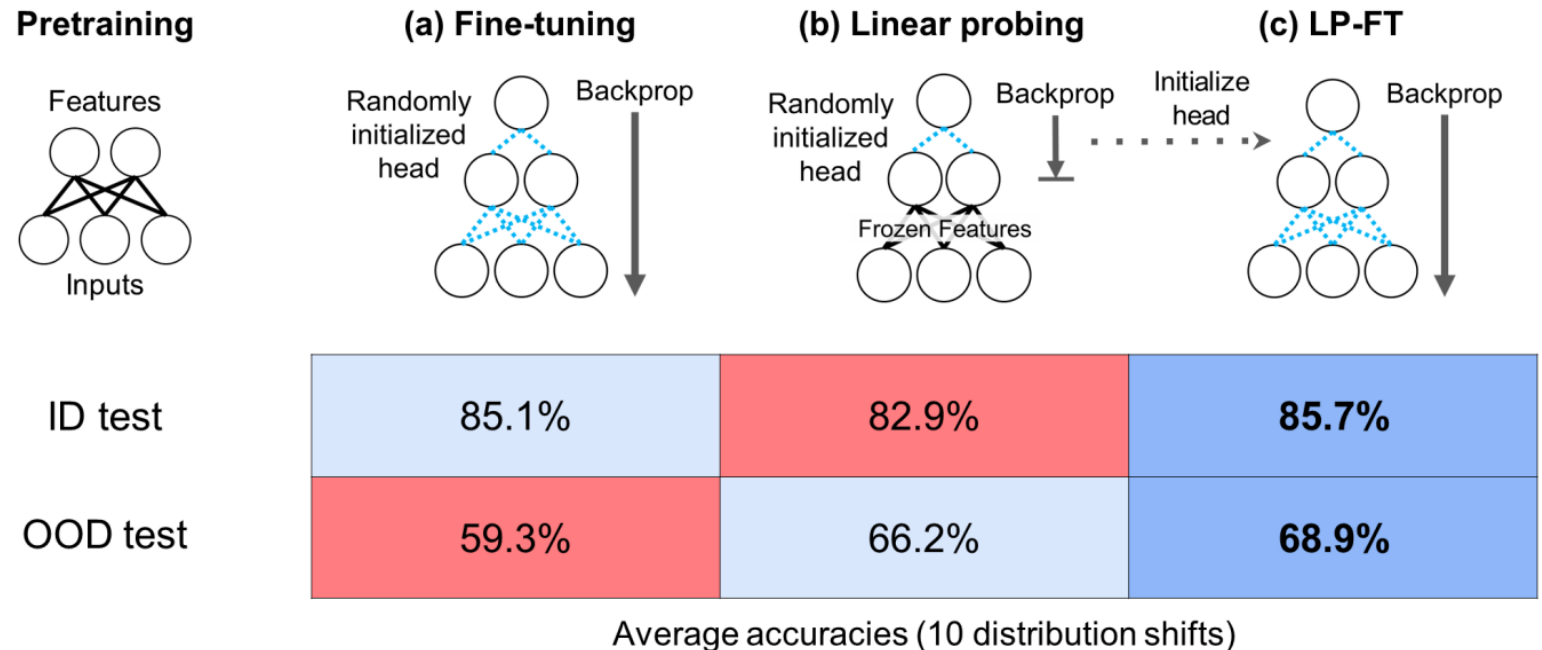 Pretraining
(a) Fine-tuning
(b) Linear probing
(c) LP-FT
Features
Inputs
Randomly
initialized
head
Backprop
Randomly
initialized
head
Backprop
Frozen Features
Initialize
head
Backprop
ID test
85.1%
82.9%
85.7%
OOD test
59.3%
66.2%
68.9%
Average accuracies (10 distribution shifts)